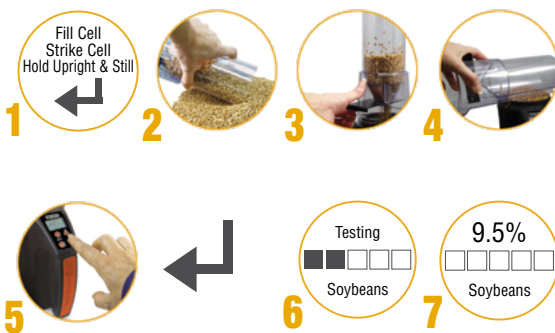 Fill Cell
Strike Cell
Hold Upright & Still
1
2
3
4
5
Testing
Soybeans
6
9.5%
Soybeans
7